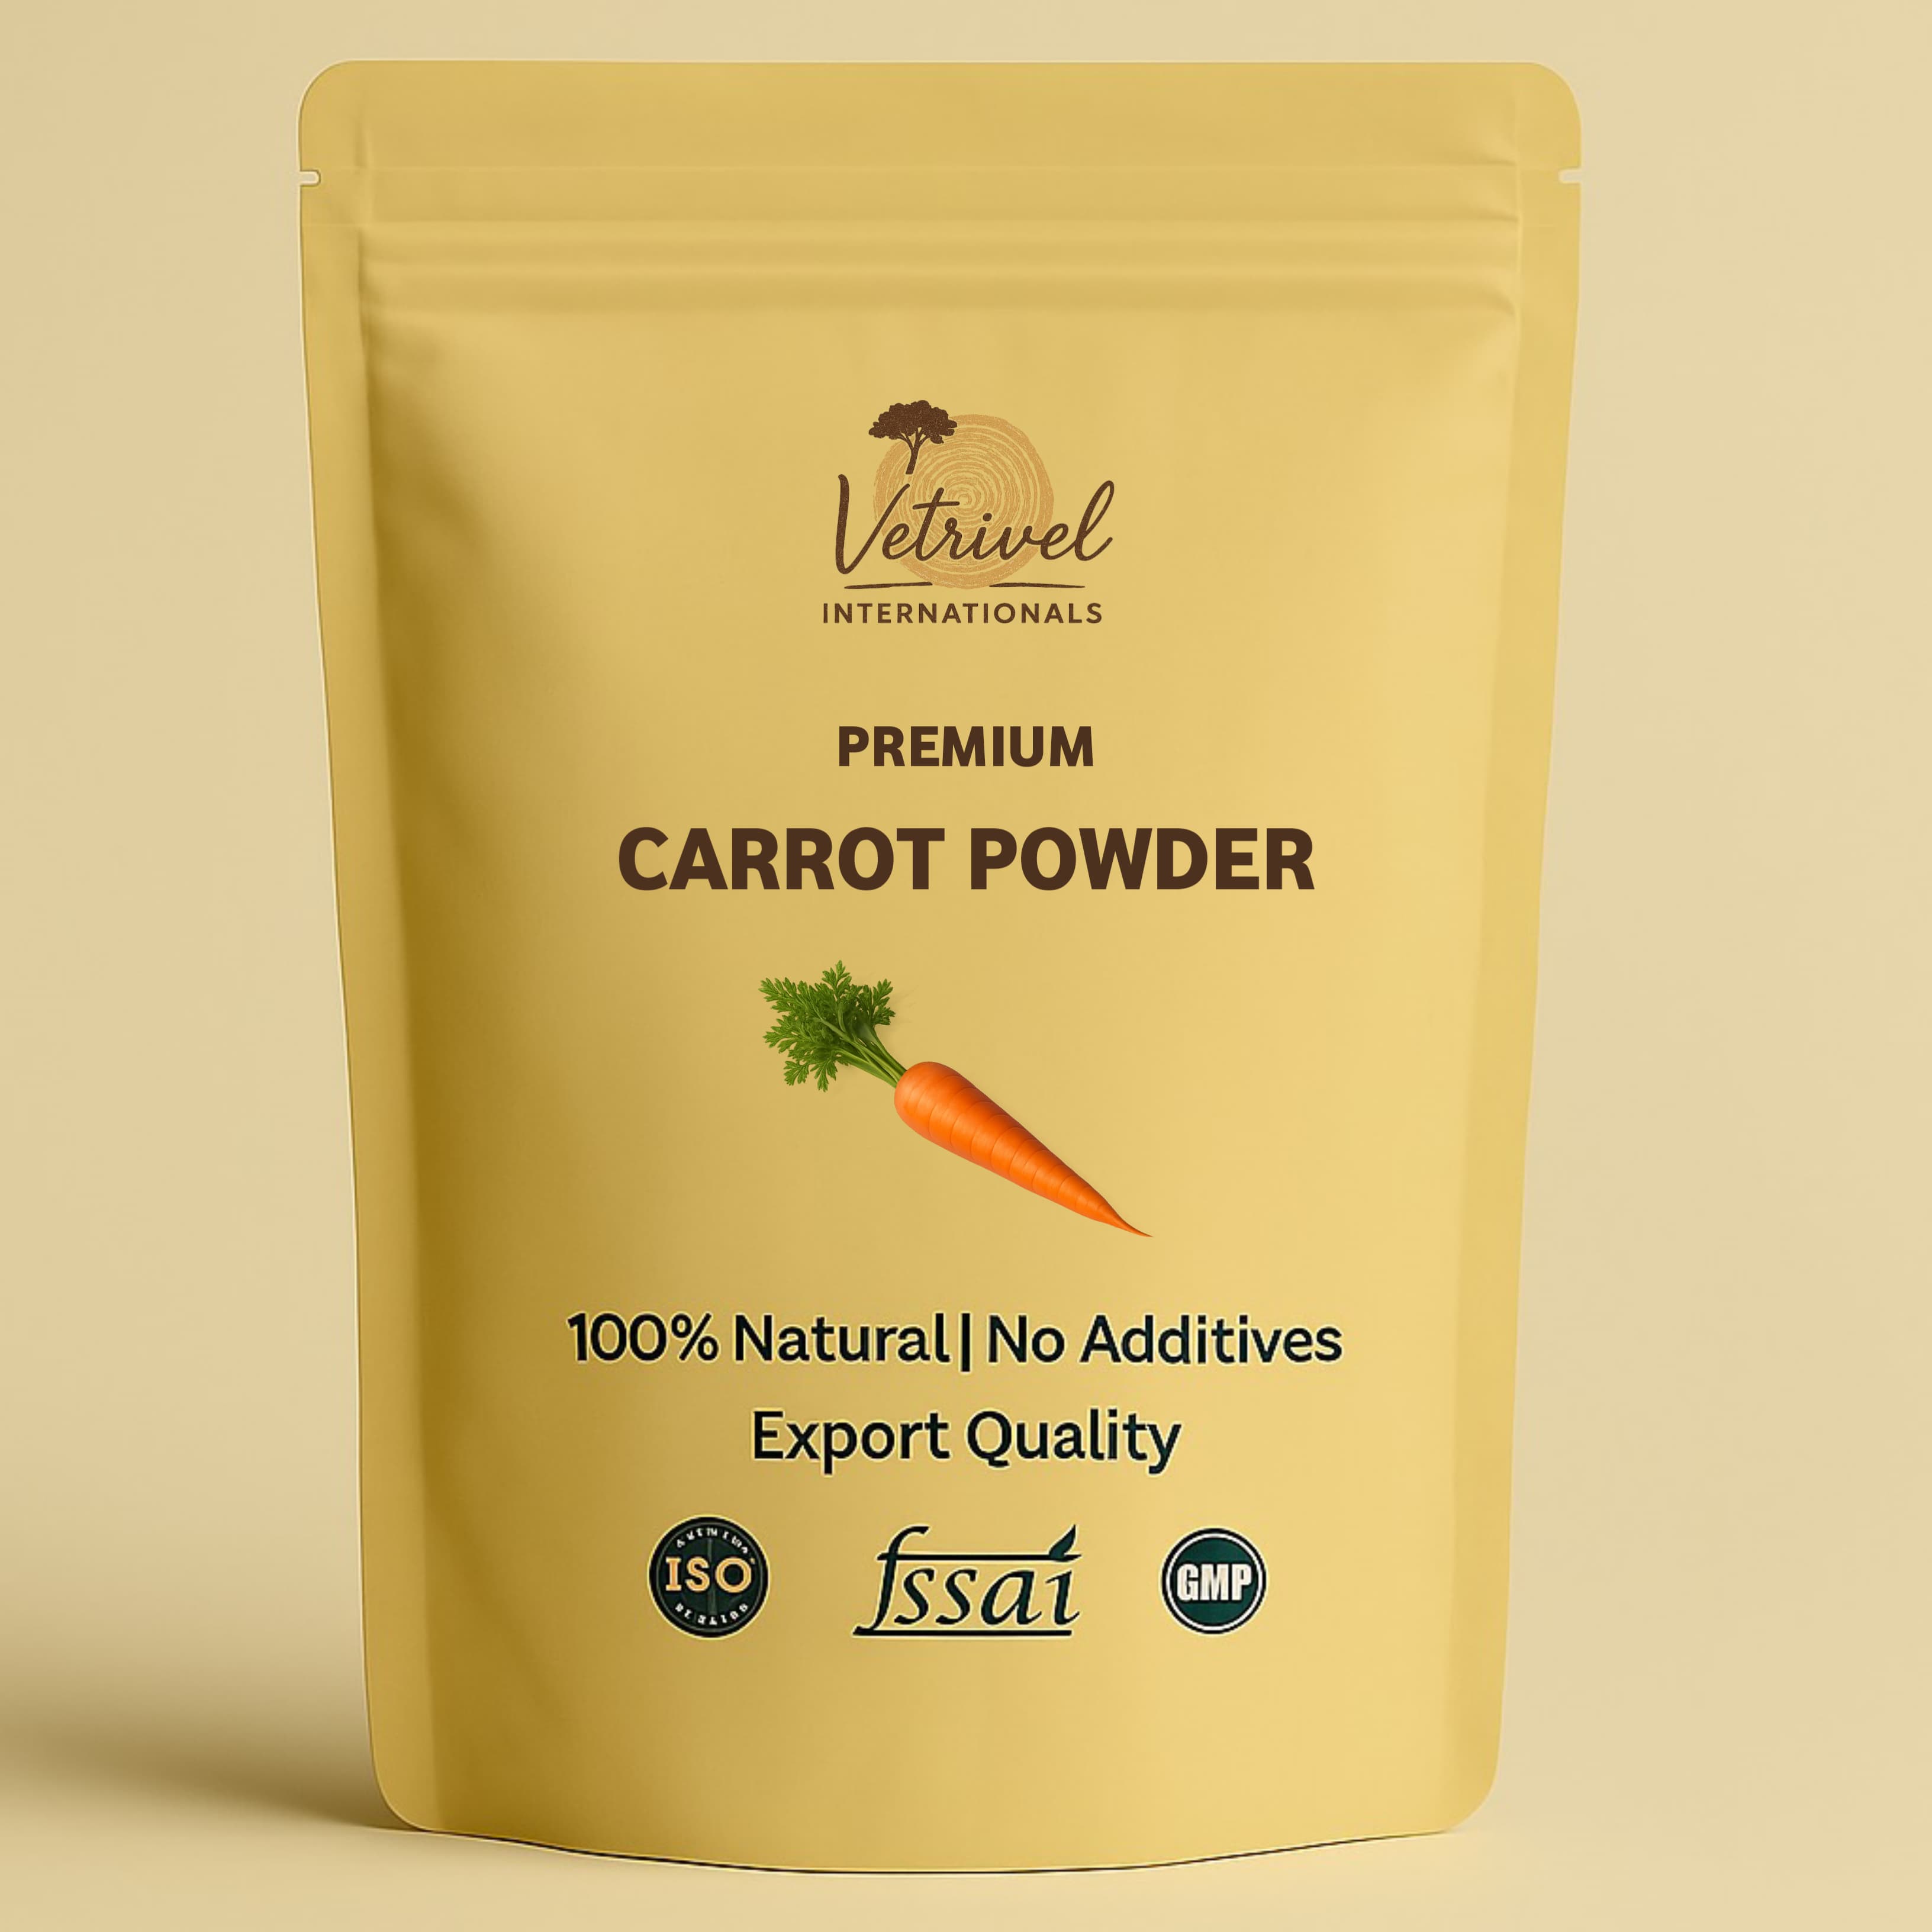 Vetrivel
INTERNATIONALS
PREMIUM
CARROT POWDER
100% Natural | No Additives
Export Quality
ISO
fssai
GMP